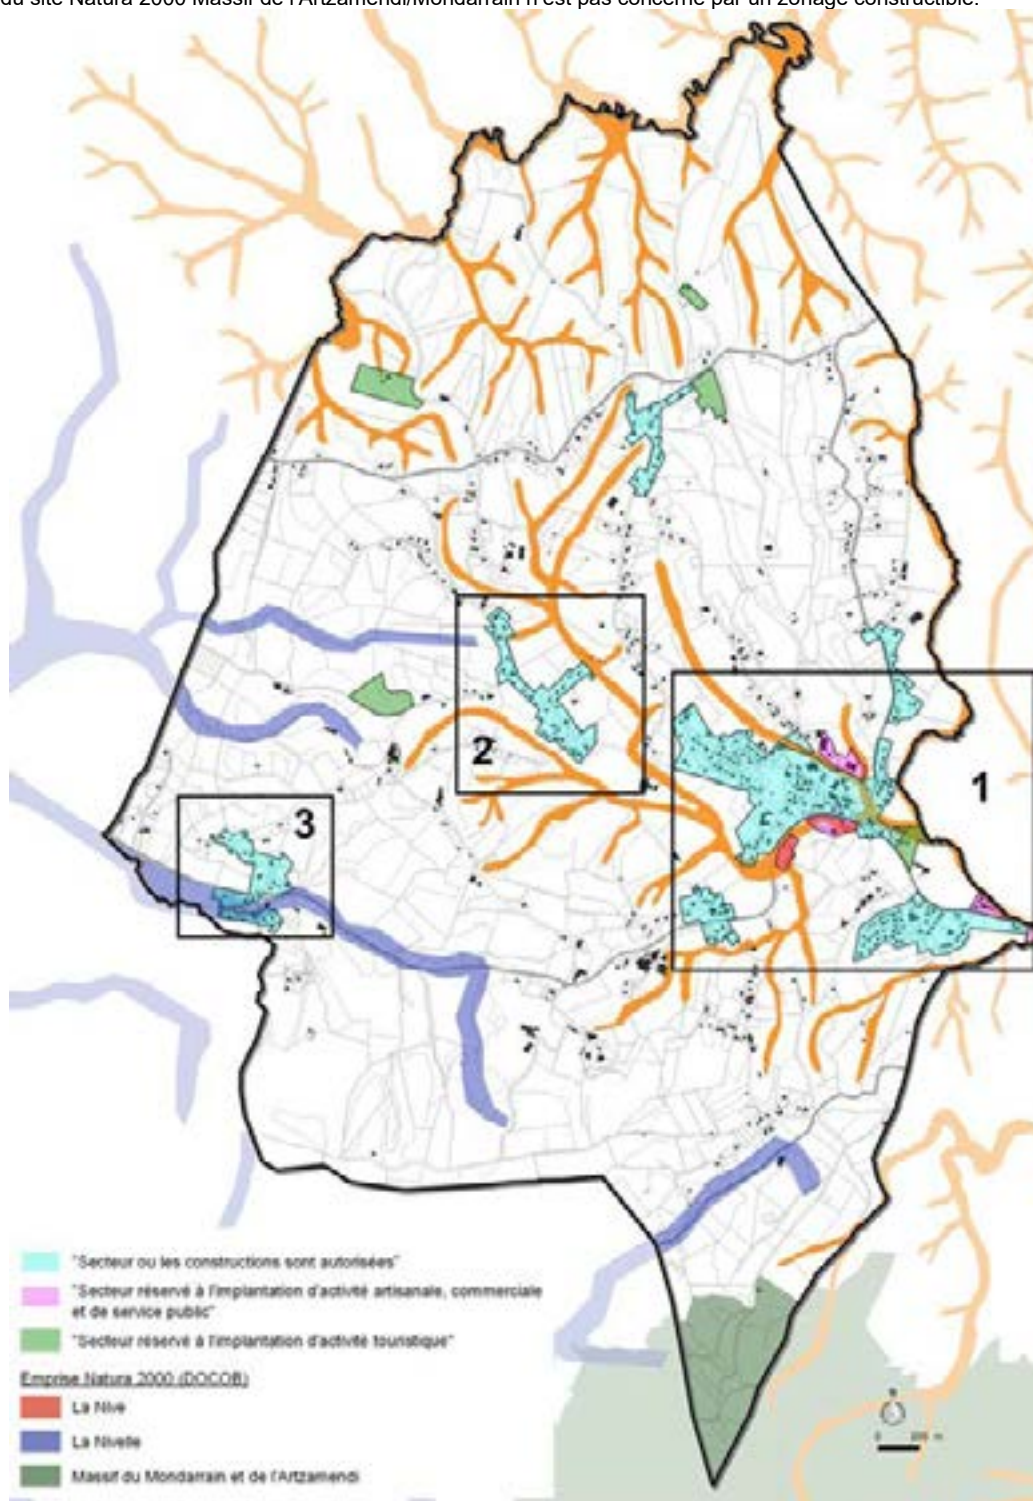 du site Natura 2000 Massif de l'Artzamendi/Mondarrain n'est pas concerné par un zonage constructible.
2
1
3
"Secteur ou les constructions sont autorisées"
"Secteur réservé à l'implantation d'activité artisanale, commerciale
et de service public"
"Secteur réservé à l'implantation d'activité touristique"
Emprise Natura 2000 (DOCOB)
La Nive
La Nivelle
Massif du Mondarrain et de l'Artzamendi
0 m